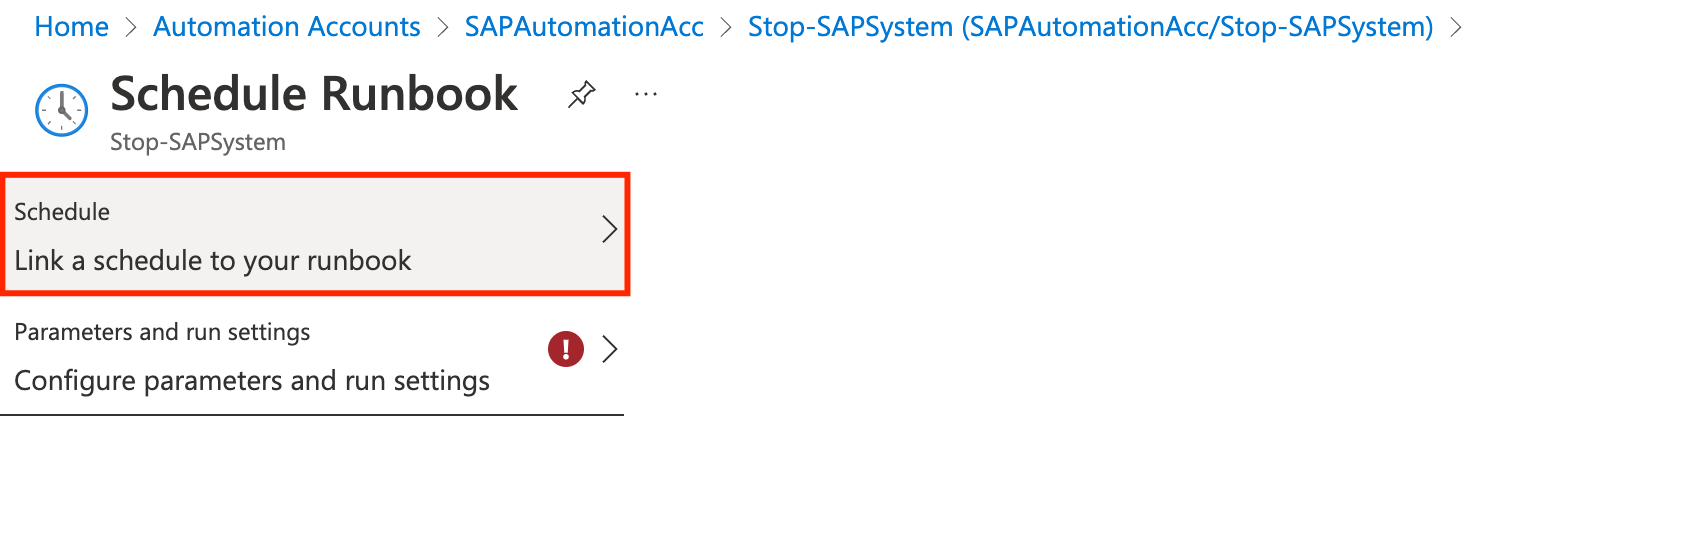 Home > Automation Accounts > SAPAutomationAcc > Stop-SAPSystem (SAPAutomationAcc/Stop-SAPSystem) >
Schedule Runbook ...
Stop-SAPSystem
Schedule
Link a schedule to your runbook
Parameters and run settings
Configure parameters and run settings